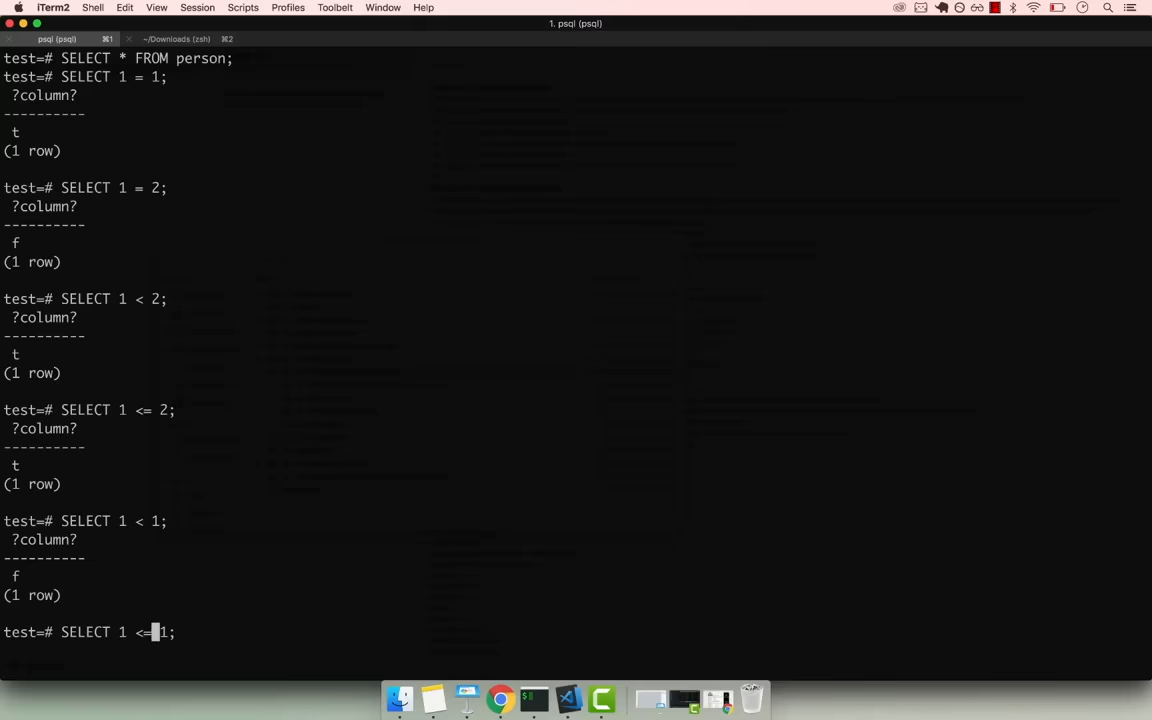 iTerm2 Shell Edit View Session Scripts Profiles Toolbelt Window Help
1. psql (psql)
psql (psql) ⌘1 ~/Downloads (zsh) ⌘2
test=# SELECT * FROM person;
test=# SELECT 1 = 1;
?column?
----------
t
(1 row)
test=# SELECT 1 = 2;
?column?
----------
f
(1 row)
test=# SELECT 1 < 2;
?column?
----------
t
(1 row)
test=# SELECT 1 <= 2;
?column?
----------
t
(1 row)
test=# SELECT 1 < 1;
?column?
----------
f
(1 row)
test=# SELECT 1 <= 1;